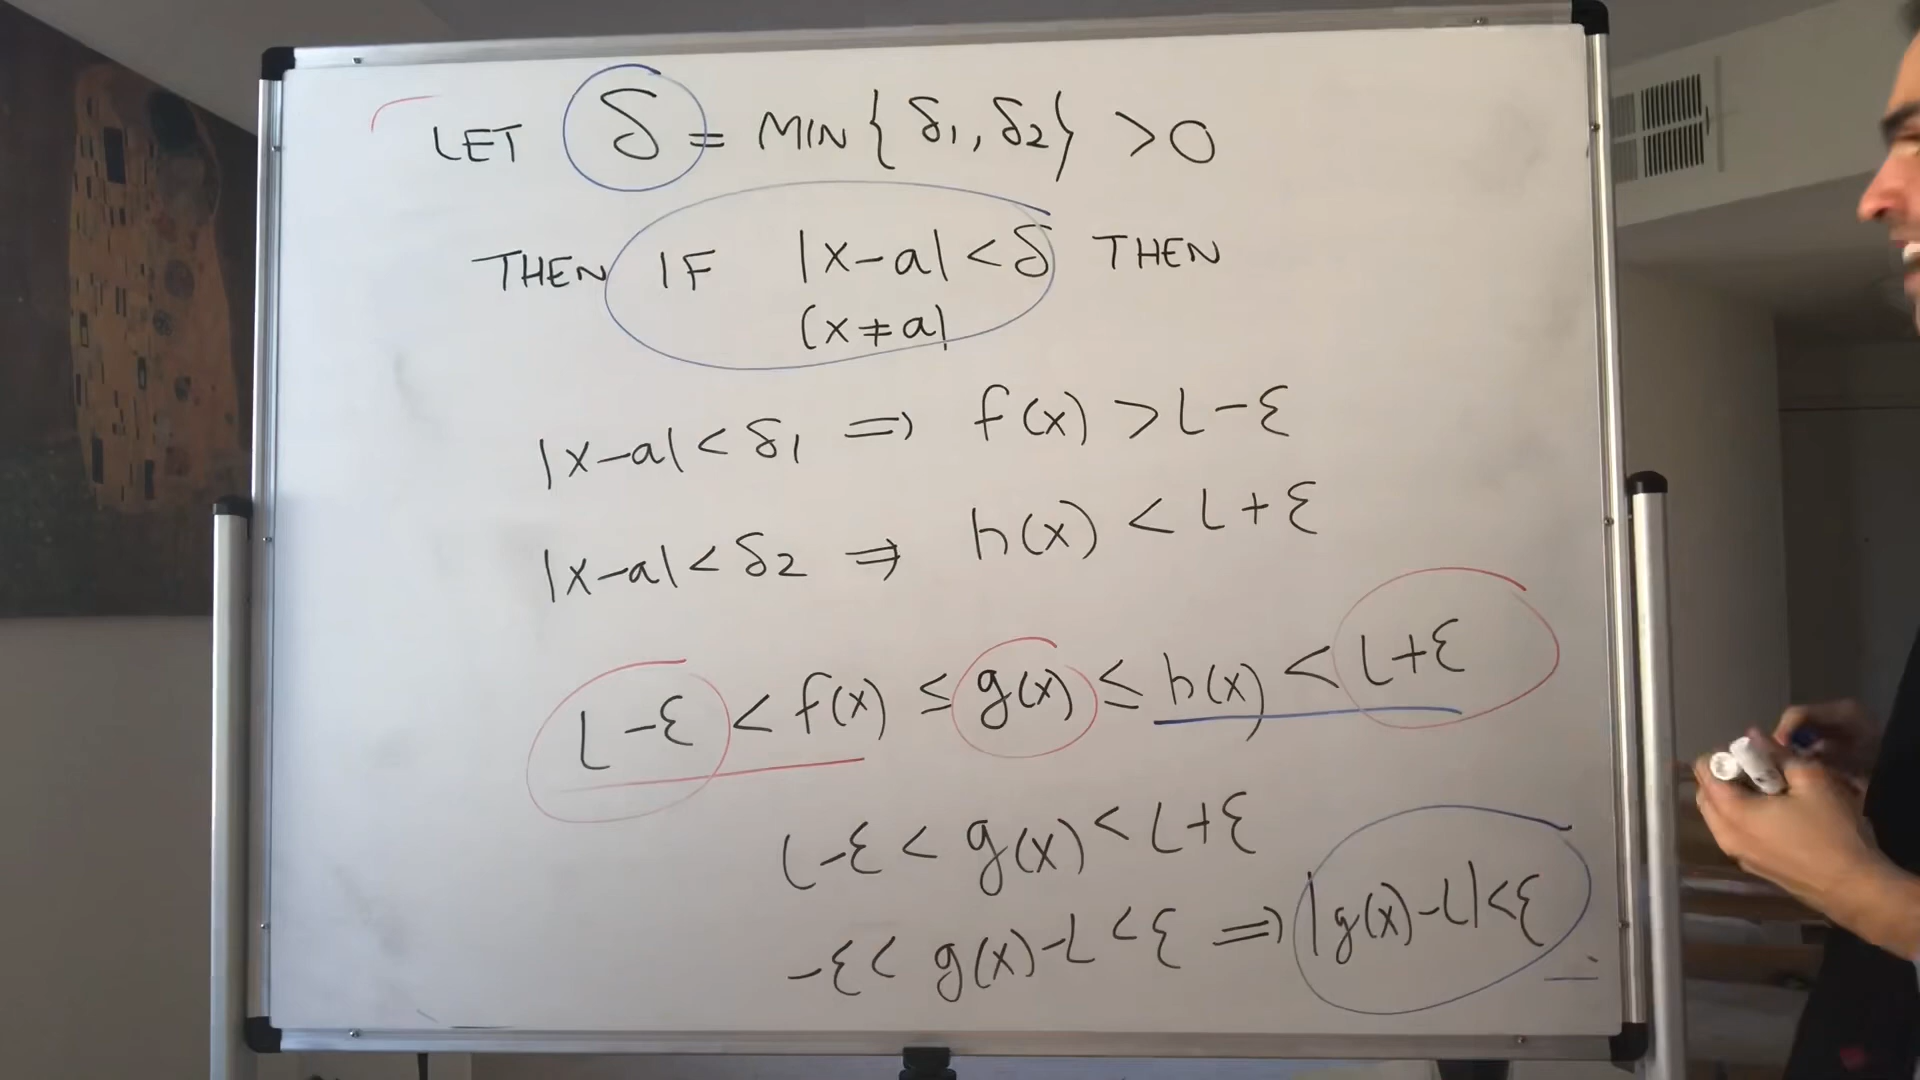 LET δ = MIN { δ1, δ2 } > 0
THEN IF |x-a| < δ THEN
(x ≠ a)
|x-a| < δ1 ⇒ f(x) > L-ε
|x-a| < δ2 ⇒ h(x) < L+ε
L-ε < f(x) ≤ g(x) ≤ h(x) < L+ε
L-ε < g(x) < L+ε
-ε < g(x)-L < ε ⇒ |g(x)-L| < ε